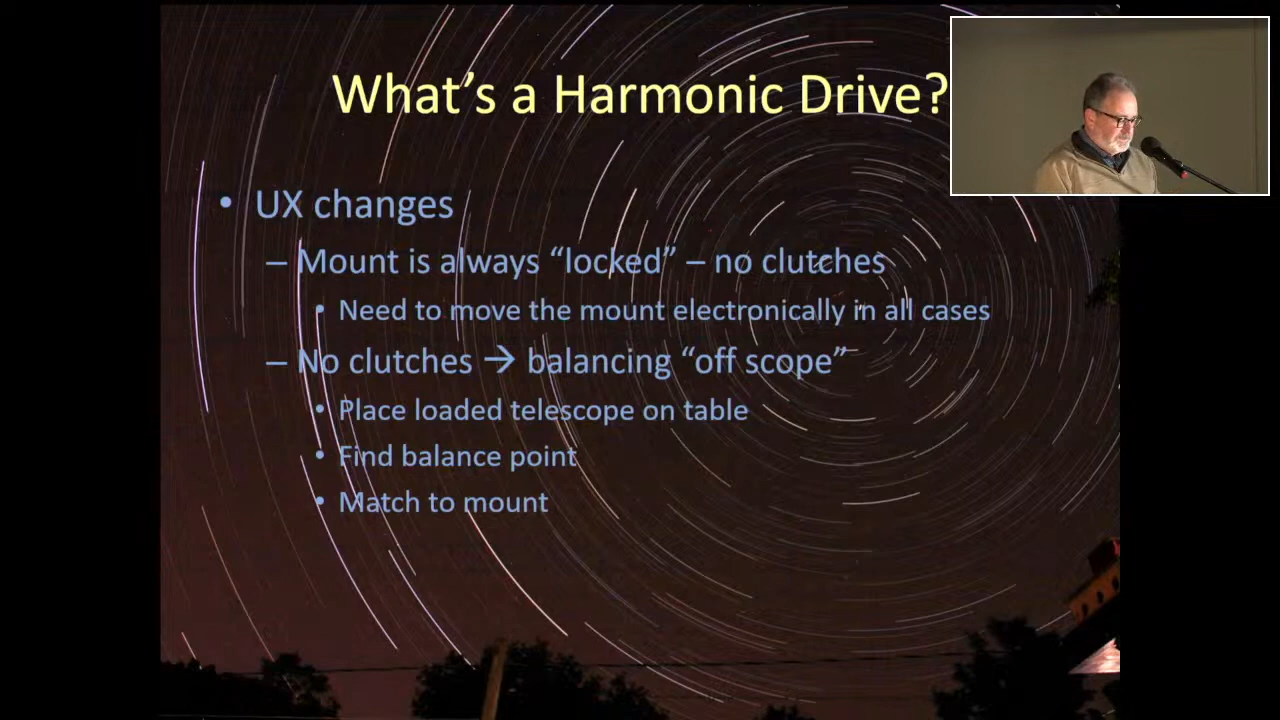 What's a Harmonic Drive?
• UX changes
– Mount is always “locked” – no clutches
• Need to move the mount electronically in all cases
– No clutches → balancing “off scope”
• Place loaded telescope on table
• Find balance point
• Match to mount